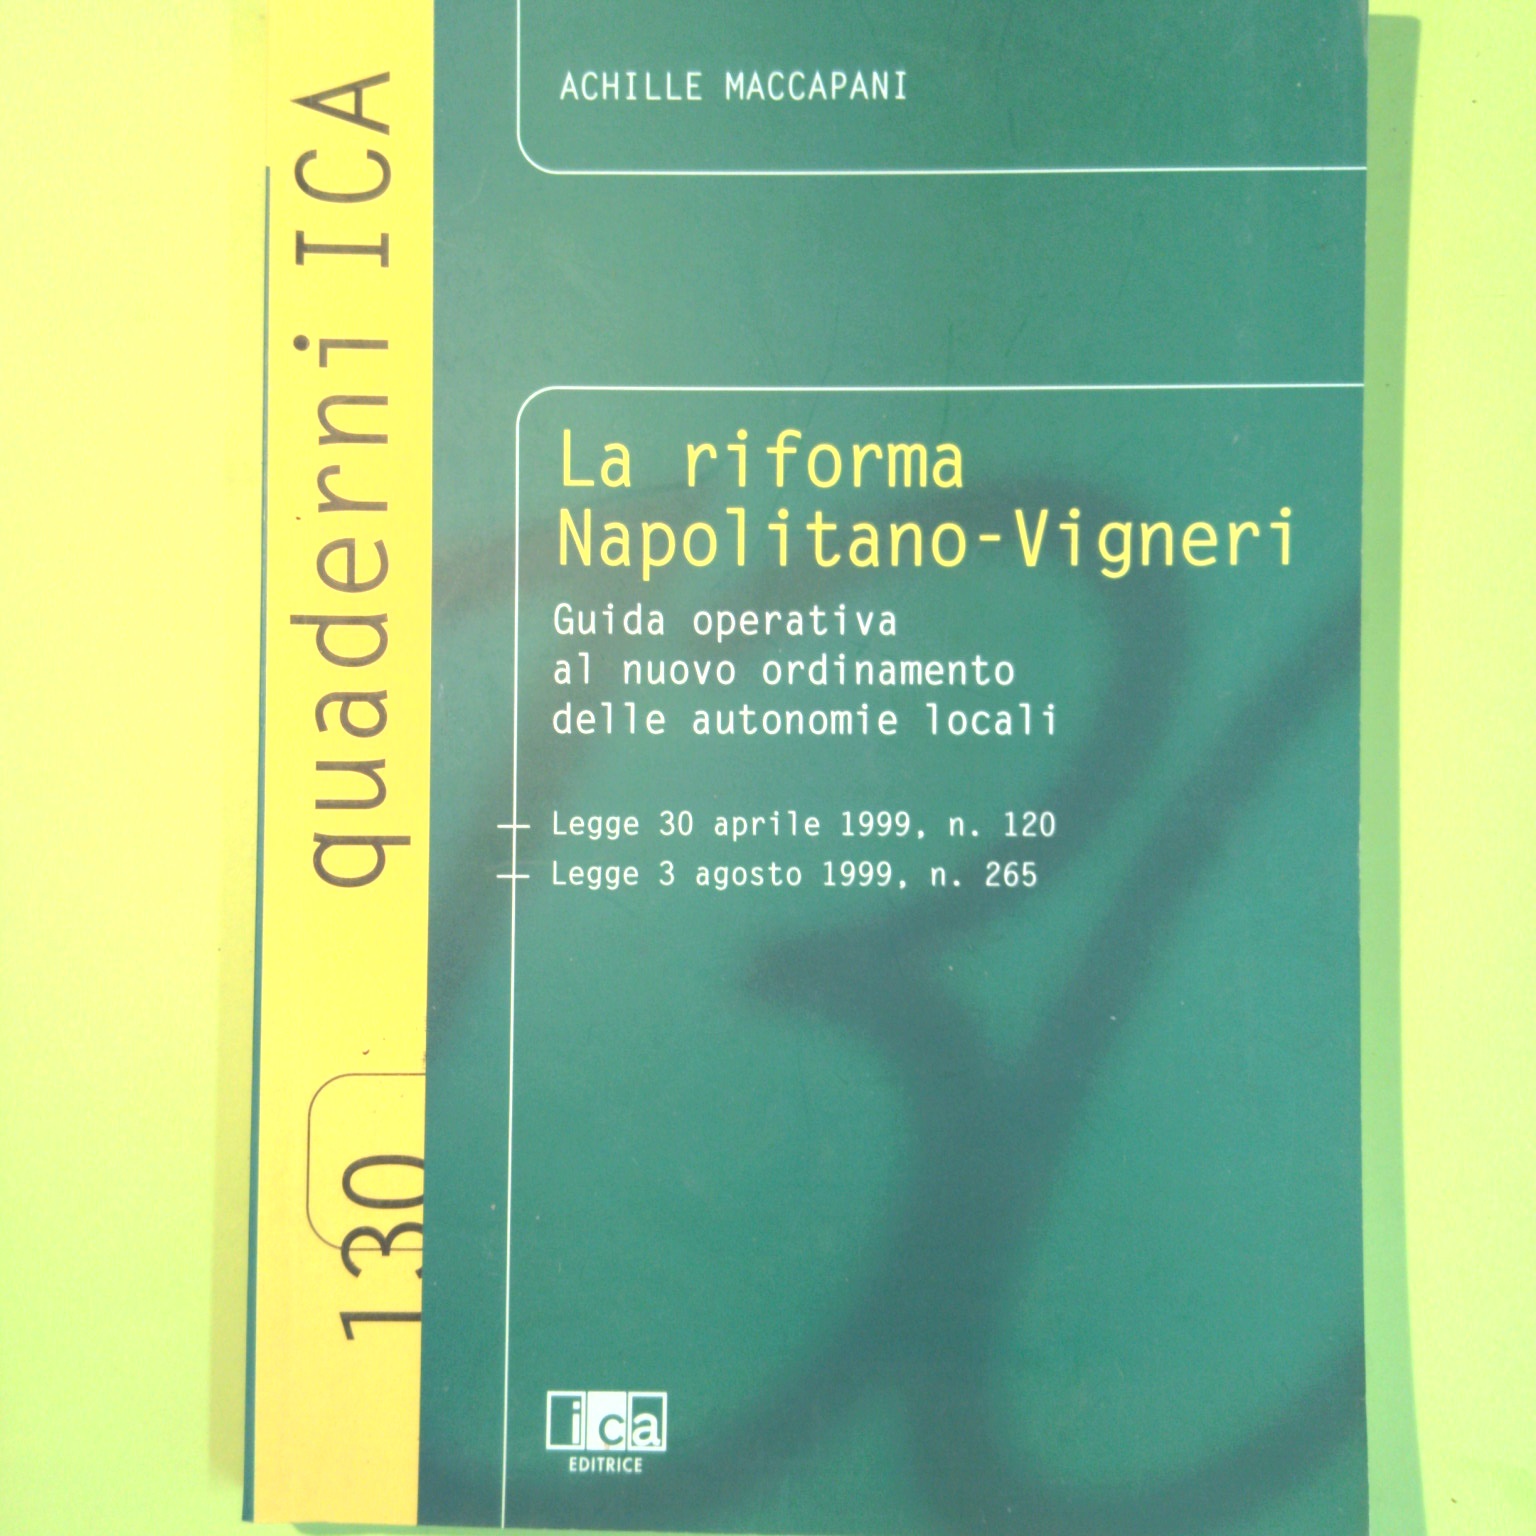 ACHILLE MACCAPANI
quaderni ICA
La riforma
Napolitano-Vigneri
Guida operativa
al nuovo ordinamento
delle autonomie locali
Legge 30 aprile 1999, n. 120
Legge 3 agosto 1999, n. 265
130
ica
EDITRICE